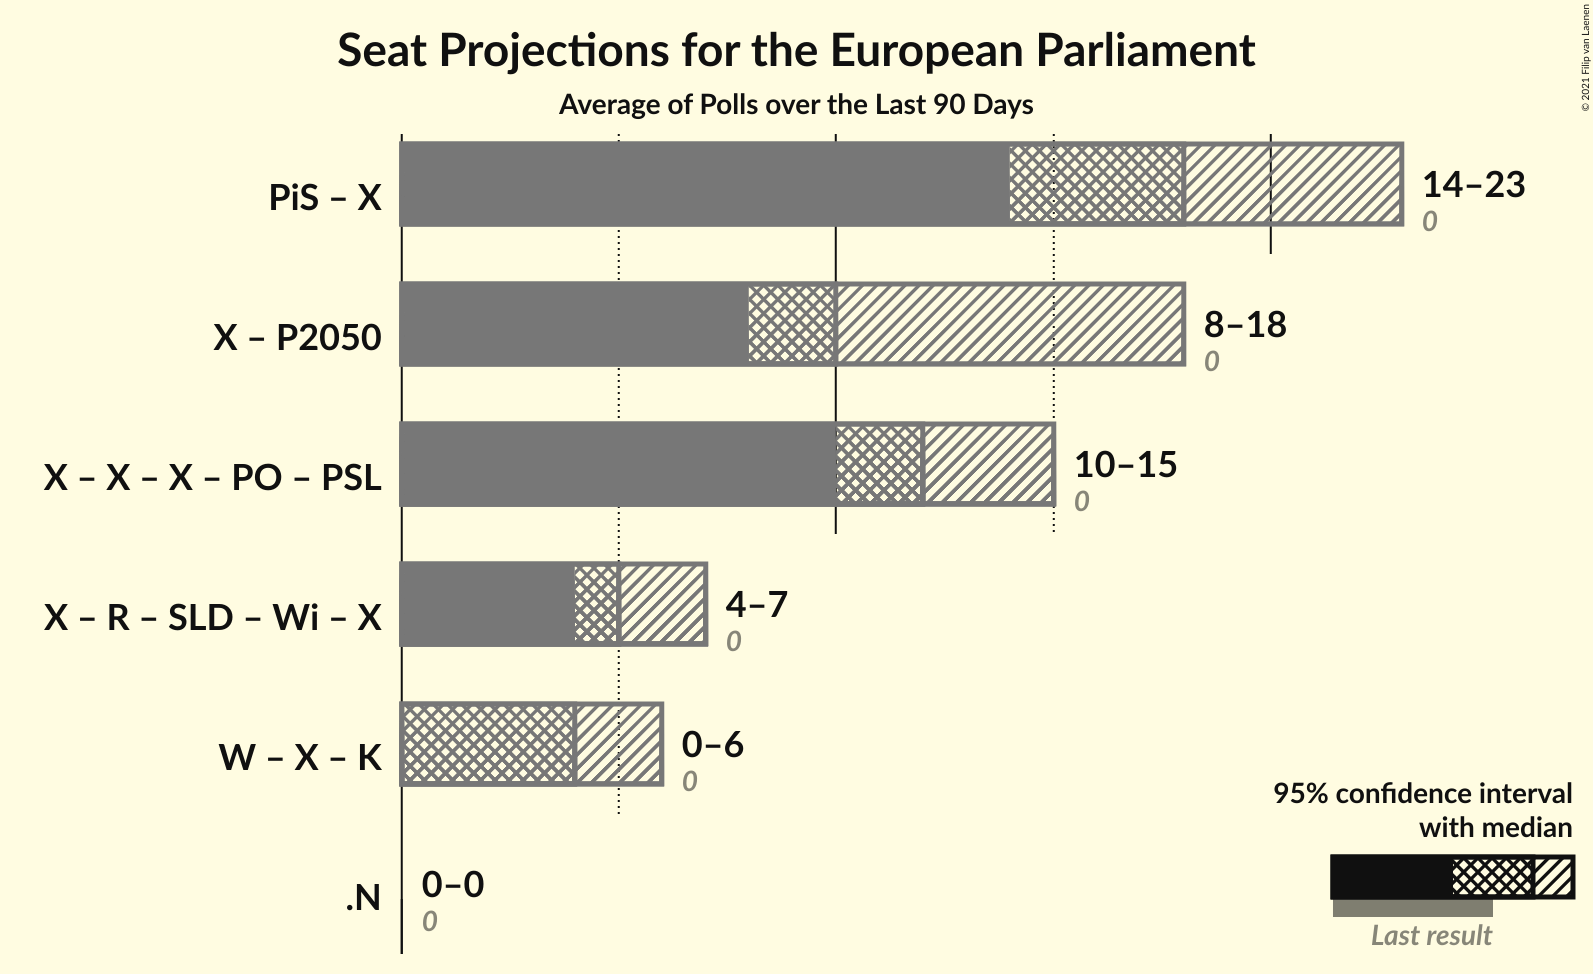 Seat Projections for the European Parliament
Average of Polls over the Last 90 Days
© 2021 Filip van Laenen
PiS – X
14–23
0
X – P2050
8–18
0
X – X – X – PO – PSL
10–15
0
X – R – SLD – Wi – X
4–7
0
W – X – K
0–6
0
.N
0–0
0
95% confidence interval
with median
Last result